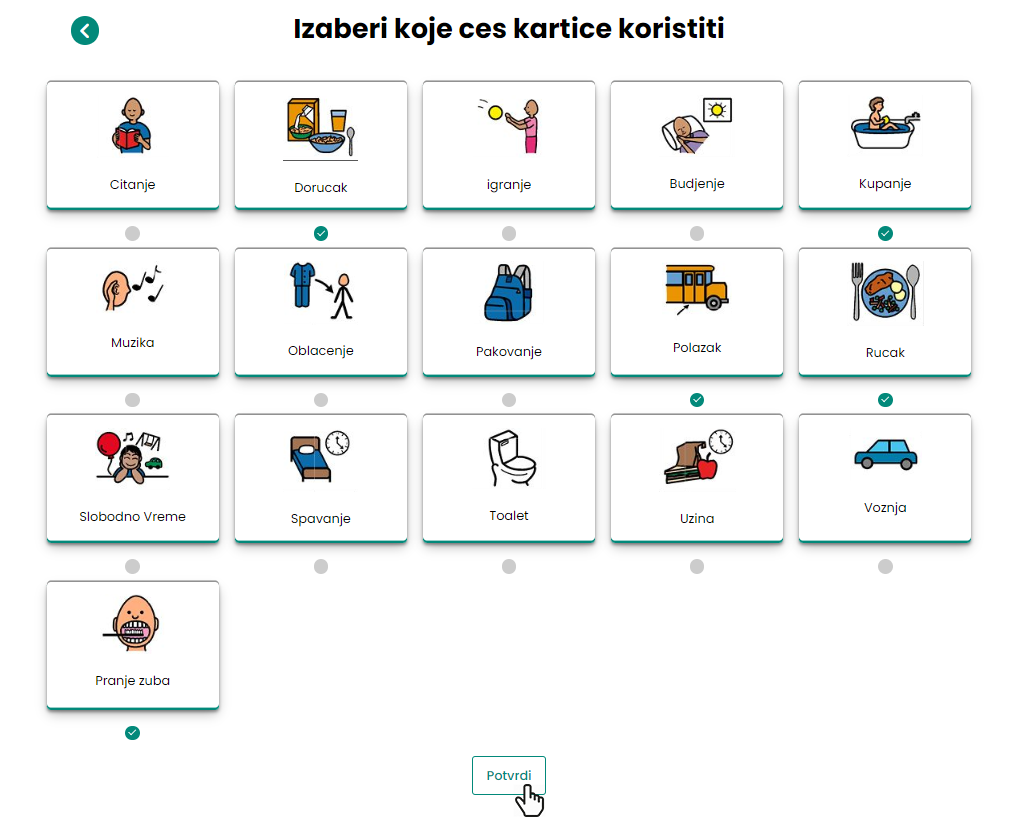 Izaberi koje ces kartice koristiti
Citanje
Dorucak
igranje
Budjenje
Kupanje
Muzika
Oblacenje
Pakovanje
Polazak
Rucak
Slobodno Vreme
Spavanje
Toalet
Uzina
Voznja
Pranje zuba
Potvrdi